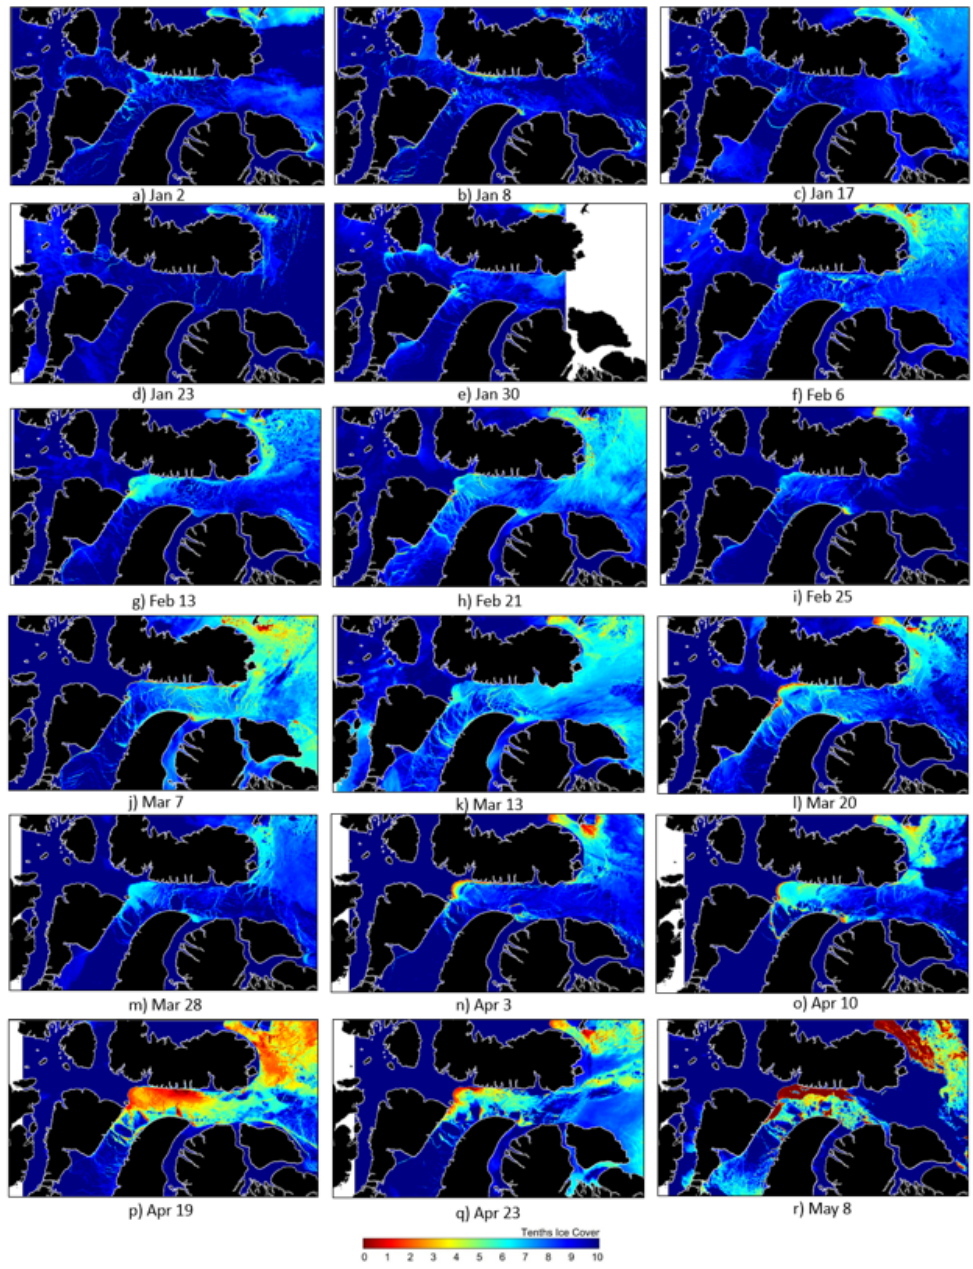 a) Jan 2
b) Jan 8
c) Jan 17
d) Jan 23
e) Jan 30
f) Feb 6
g) Feb 13
h) Feb 21
i) Feb 25
j) Mar 7
k) Mar 13
l) Mar 20
m) Mar 28
n) Apr 3
o) Apr 10
p) Apr 19
q) Apr 23
r) May 8
Tenths Ice Cover
0 1 2 3 4 5 6 7 8 9 10